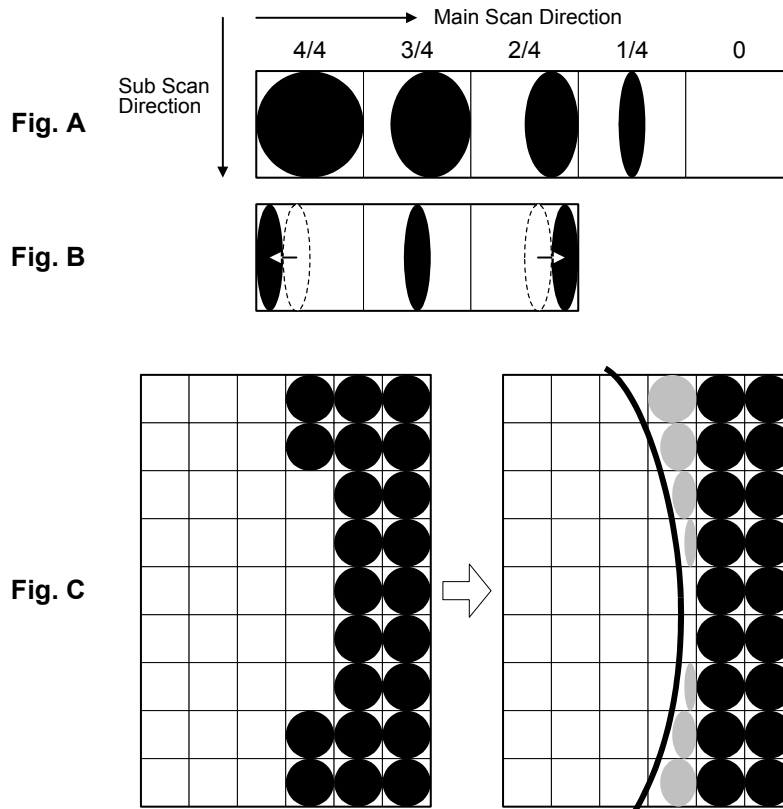 Main Scan Direction
4/4 3/4 2/4 1/4 0
Sub Scan
Direction
Fig. A
Fig. B
Fig. C